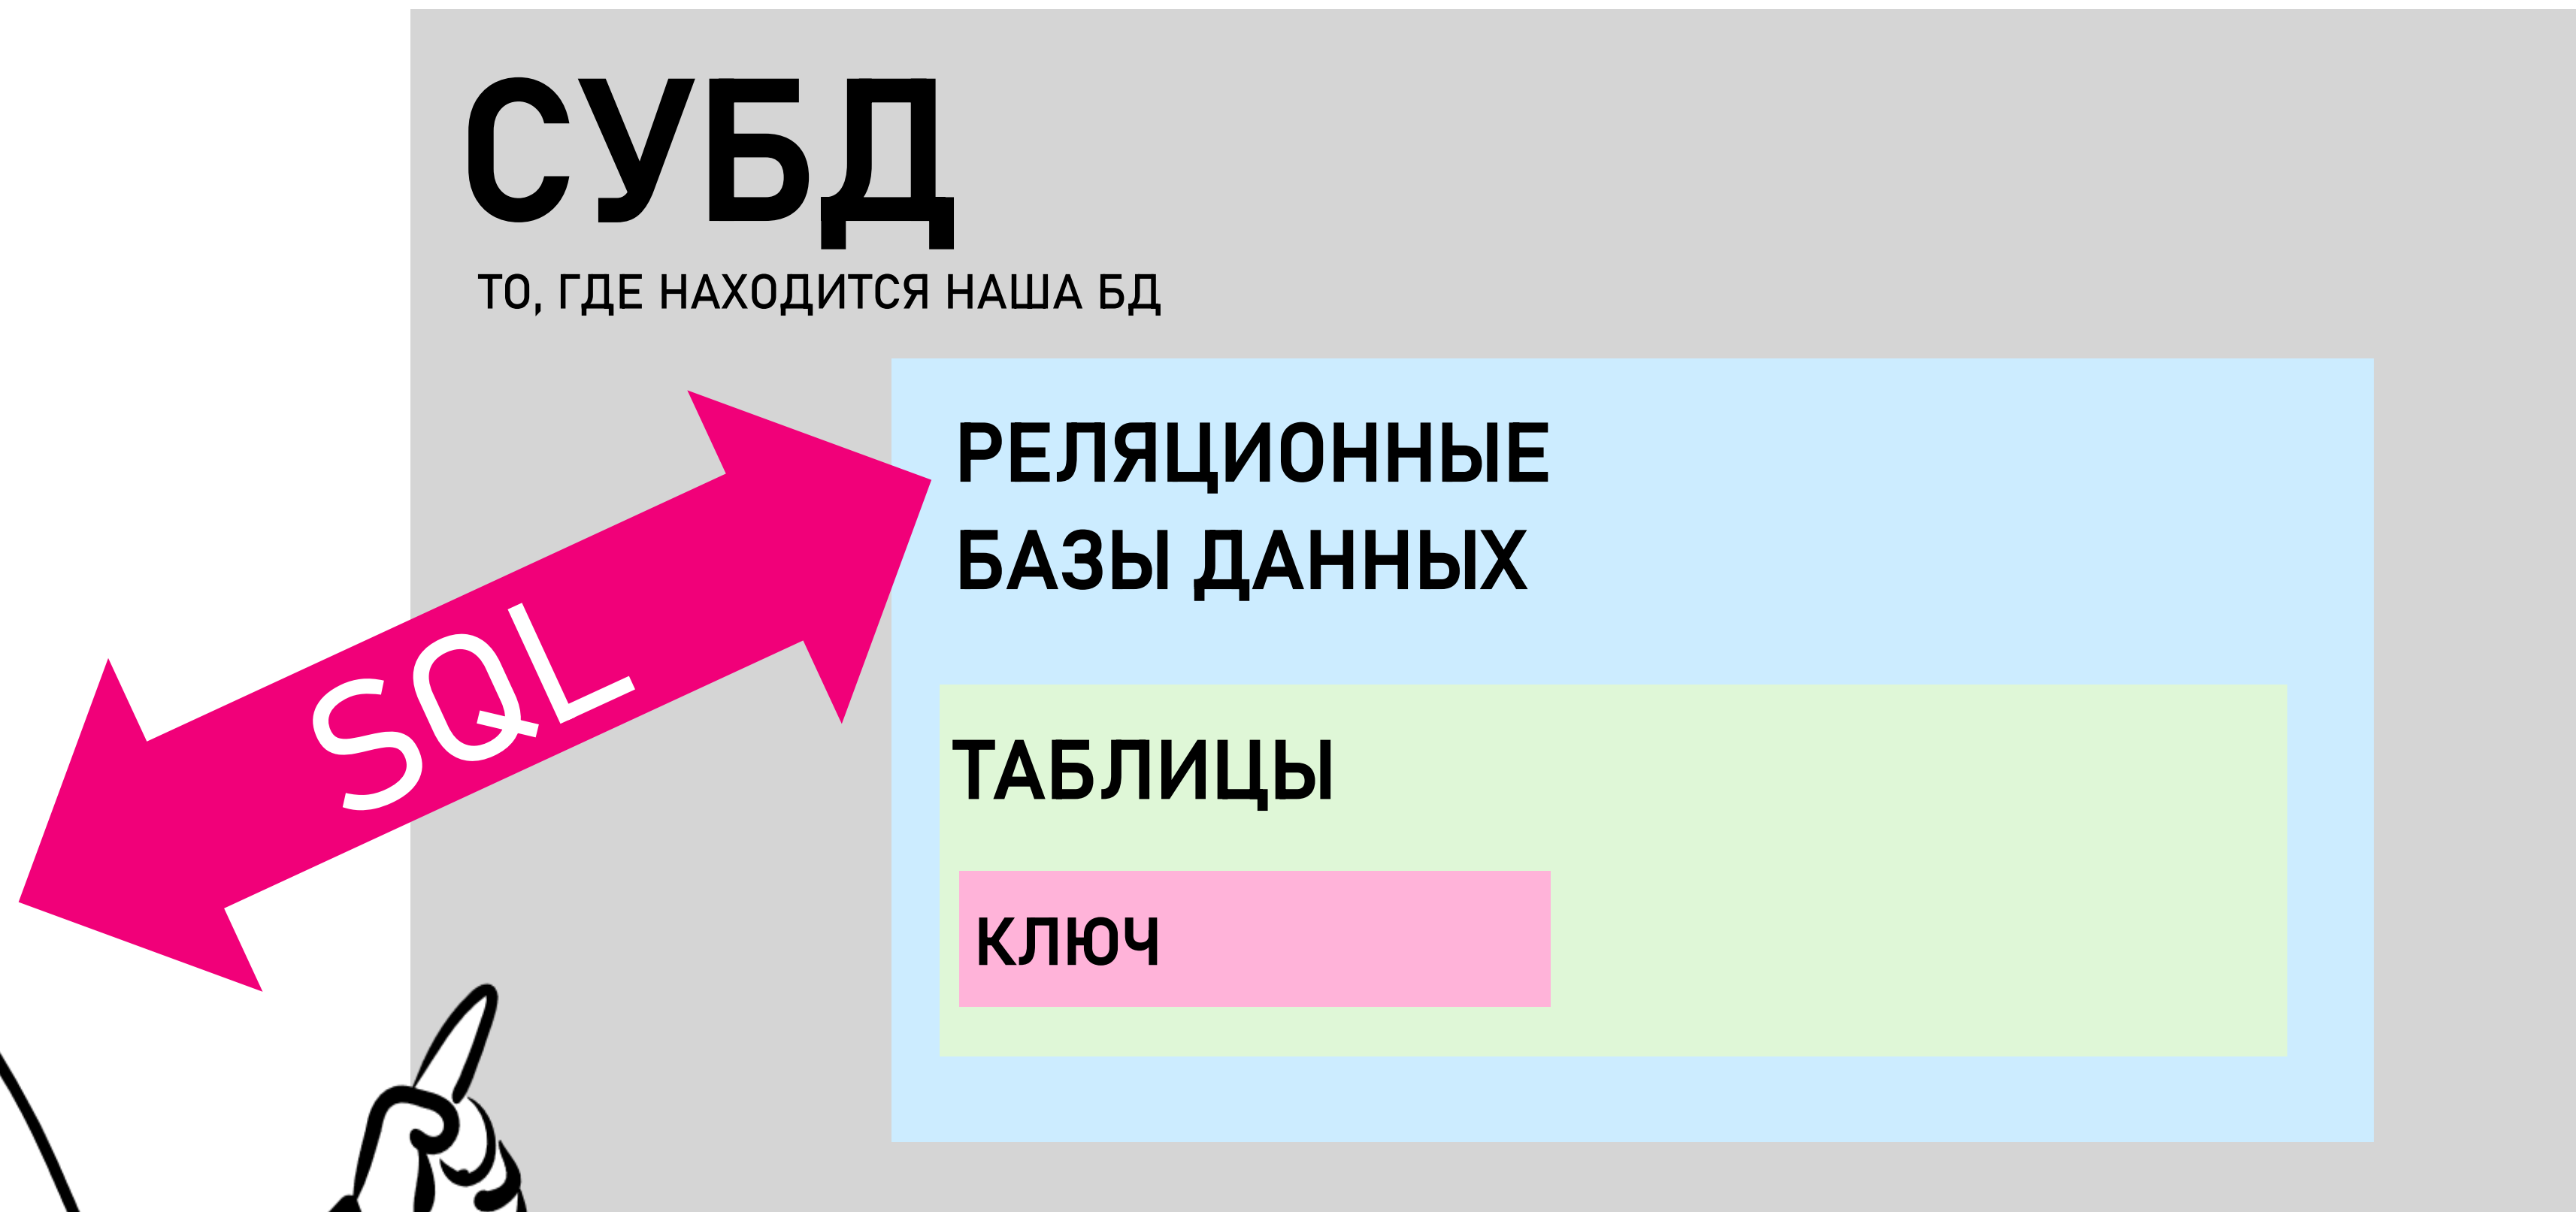 СУБД
ТО, ГДЕ НАХОДИТСЯ НАША БД
РЕЛЯЦИОННЫЕ
БАЗЫ ДАННЫХ
SQL
ТАБЛИЦЫ
КЛЮЧ